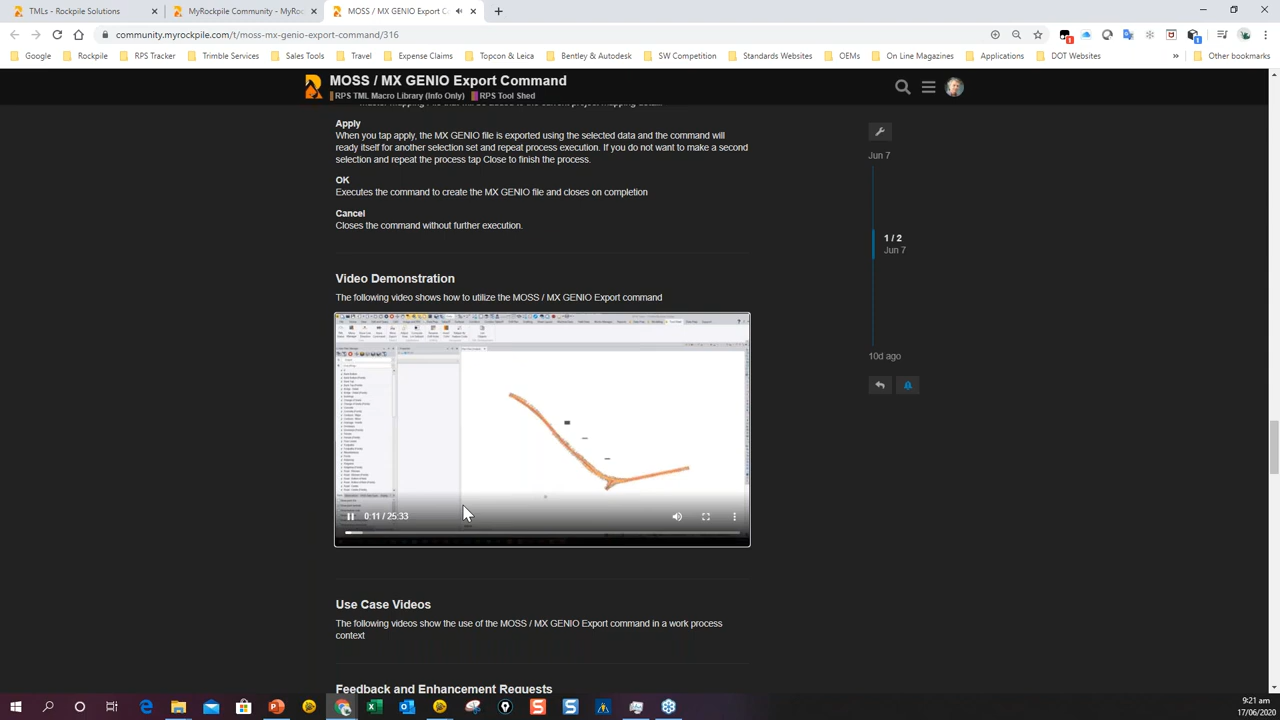 TMLs - Rockpile Solutions
MyRockpile Community - MyRoc
MOSS / MX GENIO Export C
community.myrockpile.com/t/moss-mx-genio-export-command/316
Google
Rockpile
RPS Tracker
Trimble Services
Sales Tools
Travel
Expense Claims
Topcon & Leica
Bentley & Autodesk
SW Competition
Standards Websites
OEMs
On Line Magazines
Applications
DOT Websites
Other bookmarks
MOSS / MX GENIO Export Command
RPS TML Macro Library (Info Only) RPS Tool Shed
Apply
When you tap apply, the MX GENIO file is exported using the selected data and the command will
ready itself for another selection set and repeat process execution. If you do not want to make a second
selection and repeat the process tap Close to finish the process.
OK
Executes the command to create the MX GENIO file and closes on completion
Cancel
Closes the command without further execution.
Video Demonstration
The following video shows how to utilize the MOSS / MX GENIO Export command
0:11 / 25:33
Use Case Videos
The following videos show the use of the MOSS / MX GENIO Export command in a work process
context
Feedback and Enhancement Requests
Jun 7
1 / 2
Jun 7
10d ago
9:21 am
17/06/2020